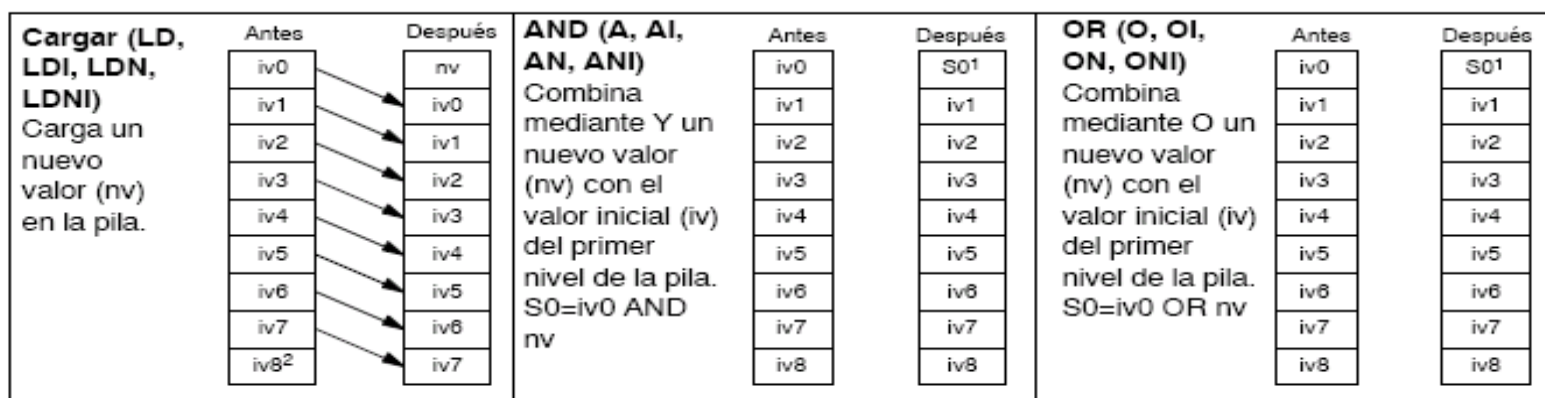 Cargar (LD,
LDI, LDN,
LDNI)
Carga un
nuevo
valor (nv)
en la pila.
Antes Después
iv0 nv
iv1 iv0
iv2 iv1
iv3 iv2
iv4 iv3
iv5 iv4
iv6 iv5
iv7 iv6
iv8² iv7
AND (A, AI,
AN, ANI)
Combina
mediante Y un
nuevo valor
(nv) con el
valor inicial (iv)
del primer
nivel de la pila.
S0=iv0 AND
nv
Antes Después
iv0 S0¹
iv1 iv1
iv2 iv2
iv3 iv3
iv4 iv4
iv5 iv5
iv6 iv6
iv7 iv7
iv8 iv8
OR (O, OI,
ON, ONI)
Combina
mediante O un
nuevo valor
(nv) con el
valor inicial (iv)
del primer
nivel de la pila.
S0=iv0 OR nv
Antes Después
iv0 S0¹
iv1 iv1
iv2 iv2
iv3 iv3
iv4 iv4
iv5 iv5
iv6 iv6
iv7 iv7
iv8 iv8